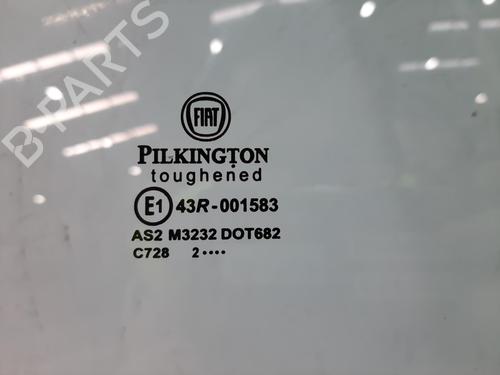 B-PARTS
FIAT
PILKINGTON
toughened
E1 43R-001583
AS2 M3232 DOT682
C728 2••••